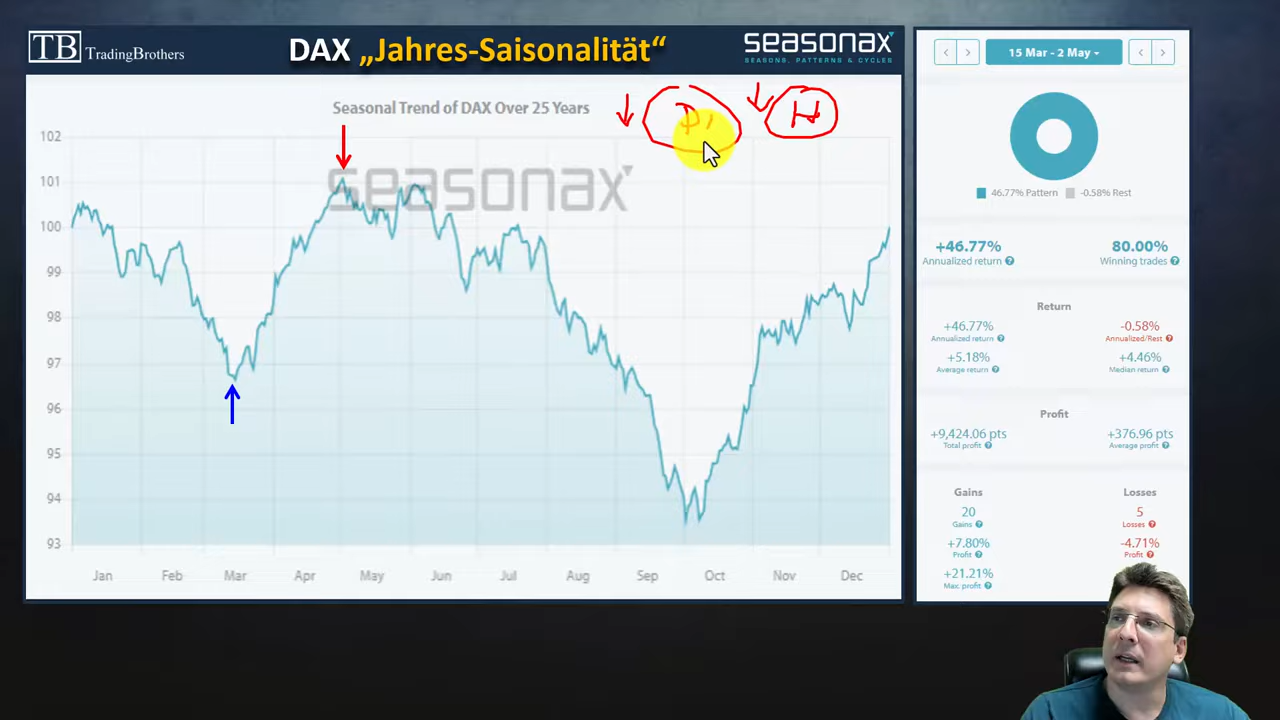 TB TradingBrothers
DAX „Jahres-Saisonalität“
seasonax
SEASONS, PATTERNS & CYCLES
Seasonal Trend of DAX Over 25 Years
H
seasonax
102
101
100
99
98
97
96
95
94
93
Jan Feb Mar Apr May Jun Jul Aug Sep Oct Nov Dec
15 Mar - 2 May
46.77% Pattern -0.58% Rest
+46.77% 80.00%
Annualized return Winning trades
Return
+46.77% -0.58%
Annualized return Annualized/Rest
+5.18% +4.46%
Average return Median return
Profit
+9,424.06 pts +376.96 pts
Total profit Average profit
Gains Losses
20 5
Gains Losses
+7.80% -4.71%
Profit Profit
+21.21%
Max. profit